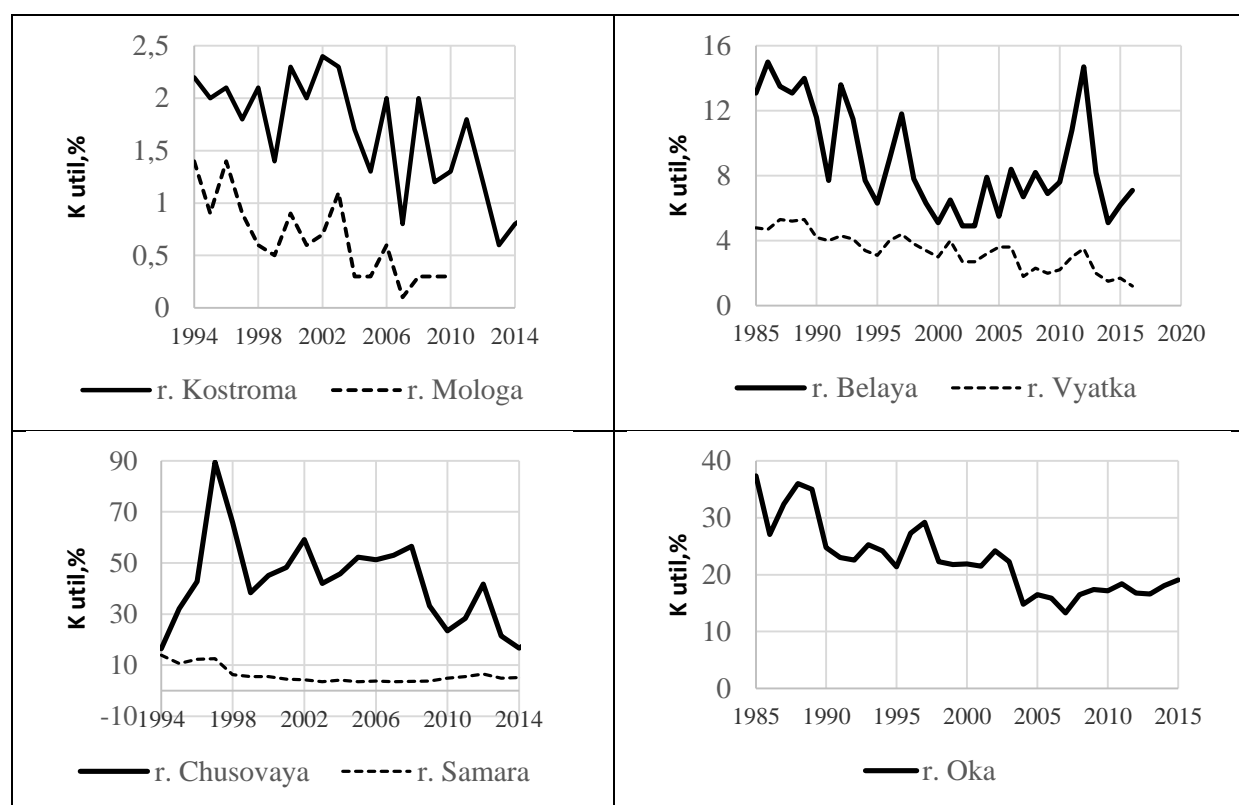 2,5
2
1,5
1
0,5
0
K util,%
1994 1998 2002 2006 2010 2014
r. Kostroma r. Mologa
16
12
8
4
0
K util,%
1985 1990 1995 2000 2005 2010 2015 2020
r. Belaya r. Vyatka
90
70
50
30
10
-10
K util,%
1994 1998 2002 2006 2010 2014
r. Chusovaya r. Samara
40
30
20
10
0
K util,%
1985 1990 1995 2000 2005 2010 2015
r. Oka